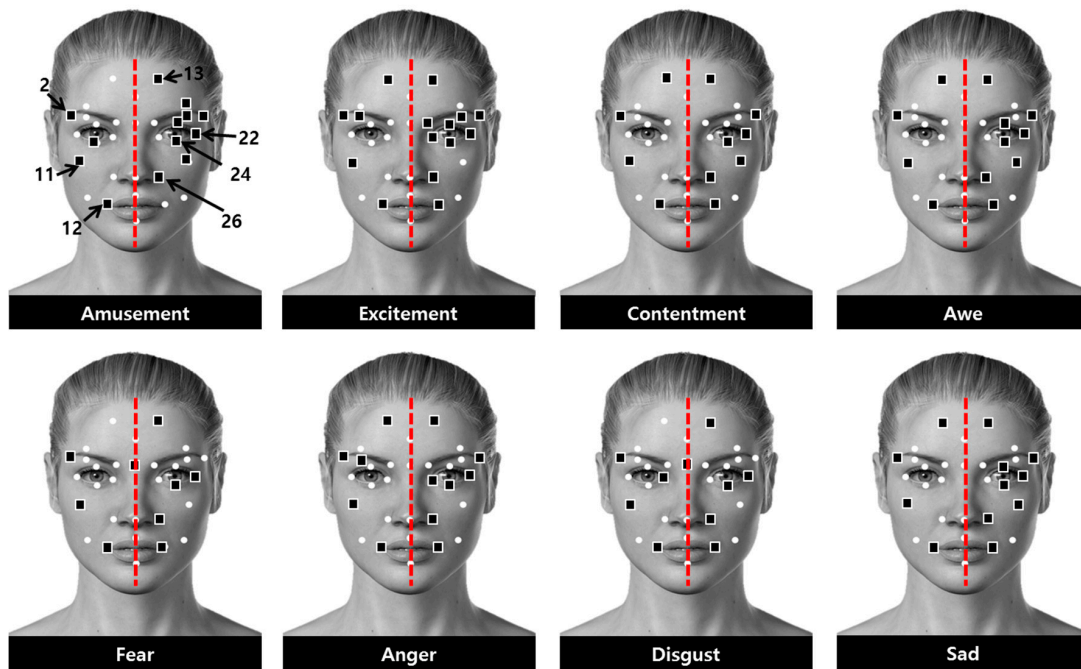 13
2
22
11
24
12
26
Amusement
Excitement
Contentment
Awe
Fear
Anger
Disgust
Sad